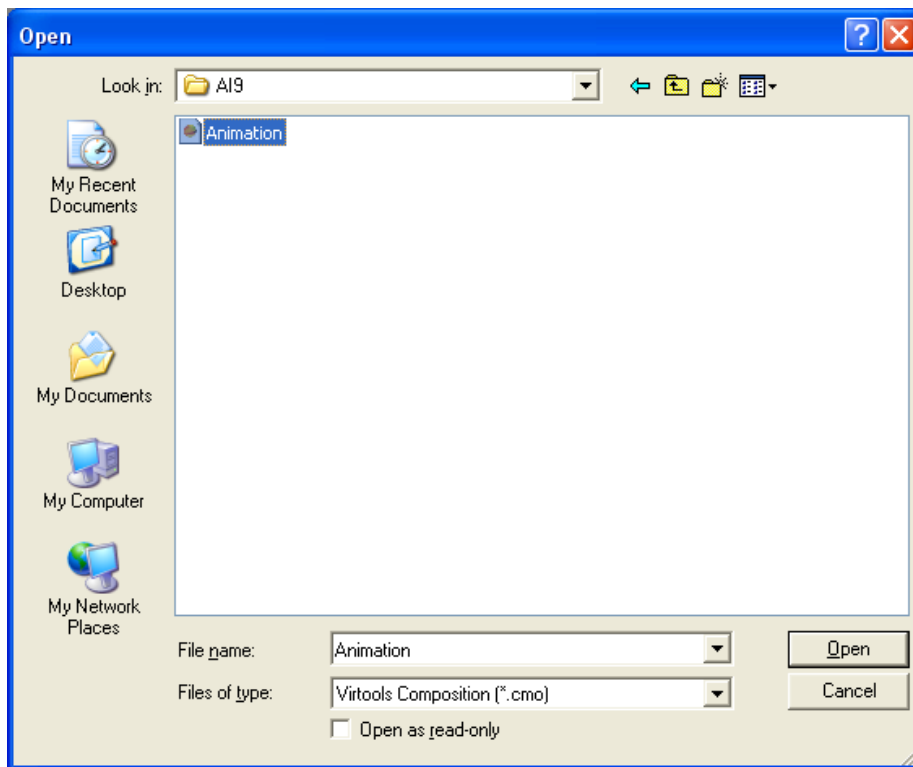 Open
Look in:
AI9
Animation
My Recent
Documents
Desktop
My Documents
My Computer
My Network
Places
File name:
Animation
Open
Files of type:
Virtools Composition (*.cmo)
Cancel
Open as read-only